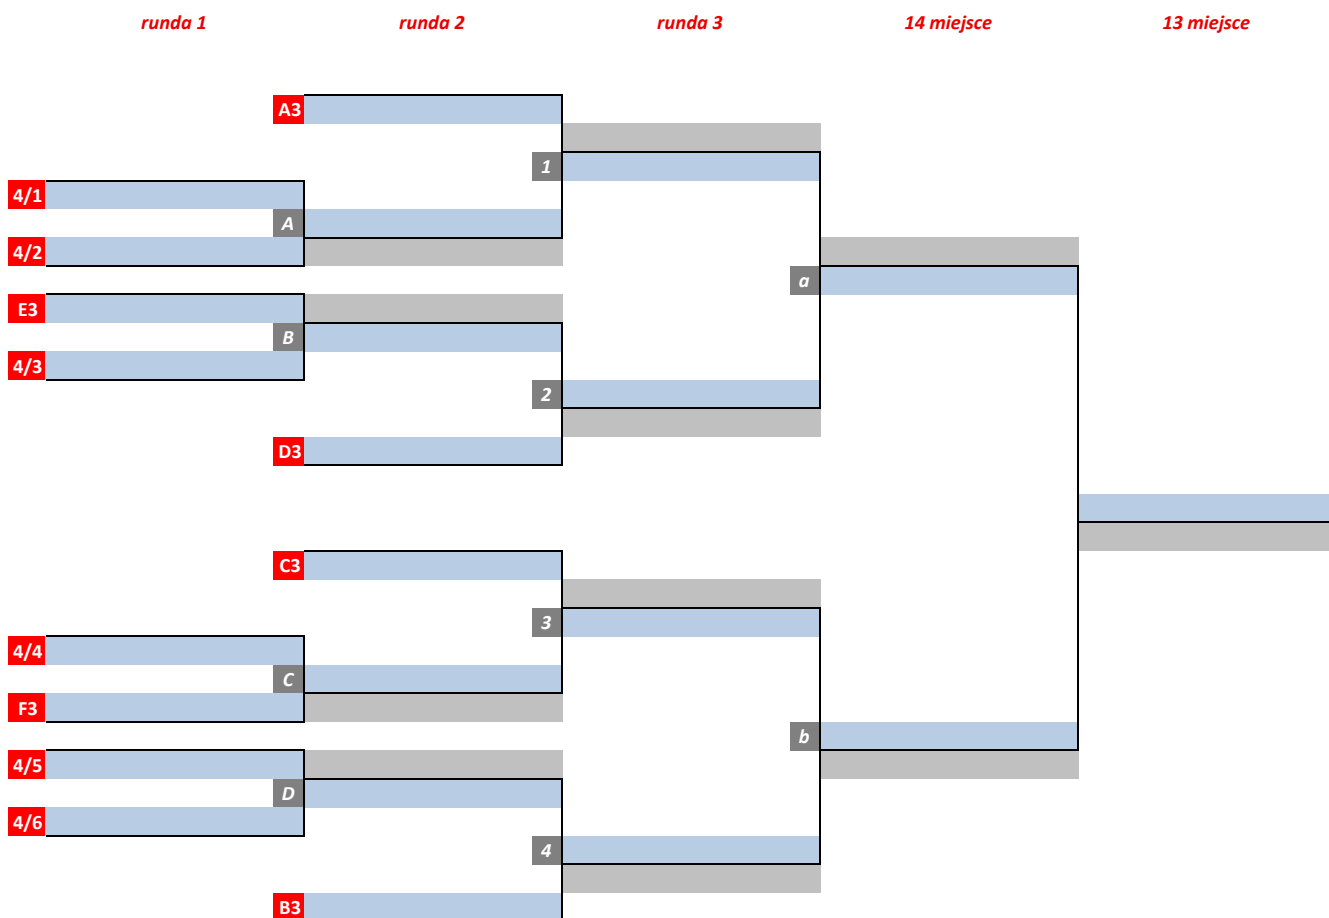 runda 1 runda 2 runda 3 14 miejsce 13 miejsce
A3
1
4/1
A
4/2
a
E3
B
4/3
2
D3
C3
3
4/4
C
F3
b
4/5
D
4/6
4
B3